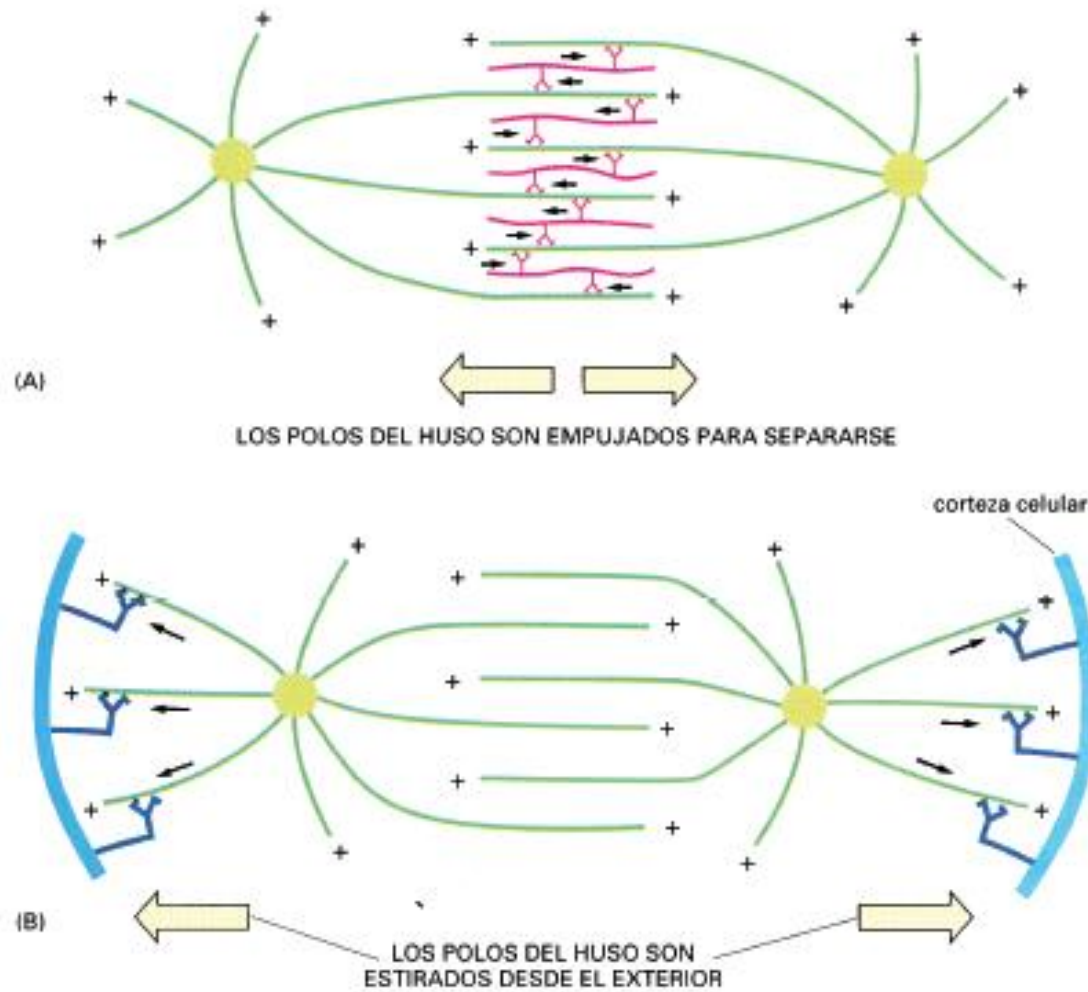 + + + + + +
+ +
+ +
+ +
+ +
+ + + +
(A)
LOS POLOS DEL HUSO SON EMPUJADOS PARA SEPARARSE
corteza celular
+ + + + + +
+ +
+ + +
+ +
+ + + +
+ +
(B)
LOS POLOS DEL HUSO SON
ESTIRADOS DESDE EL EXTERIOR